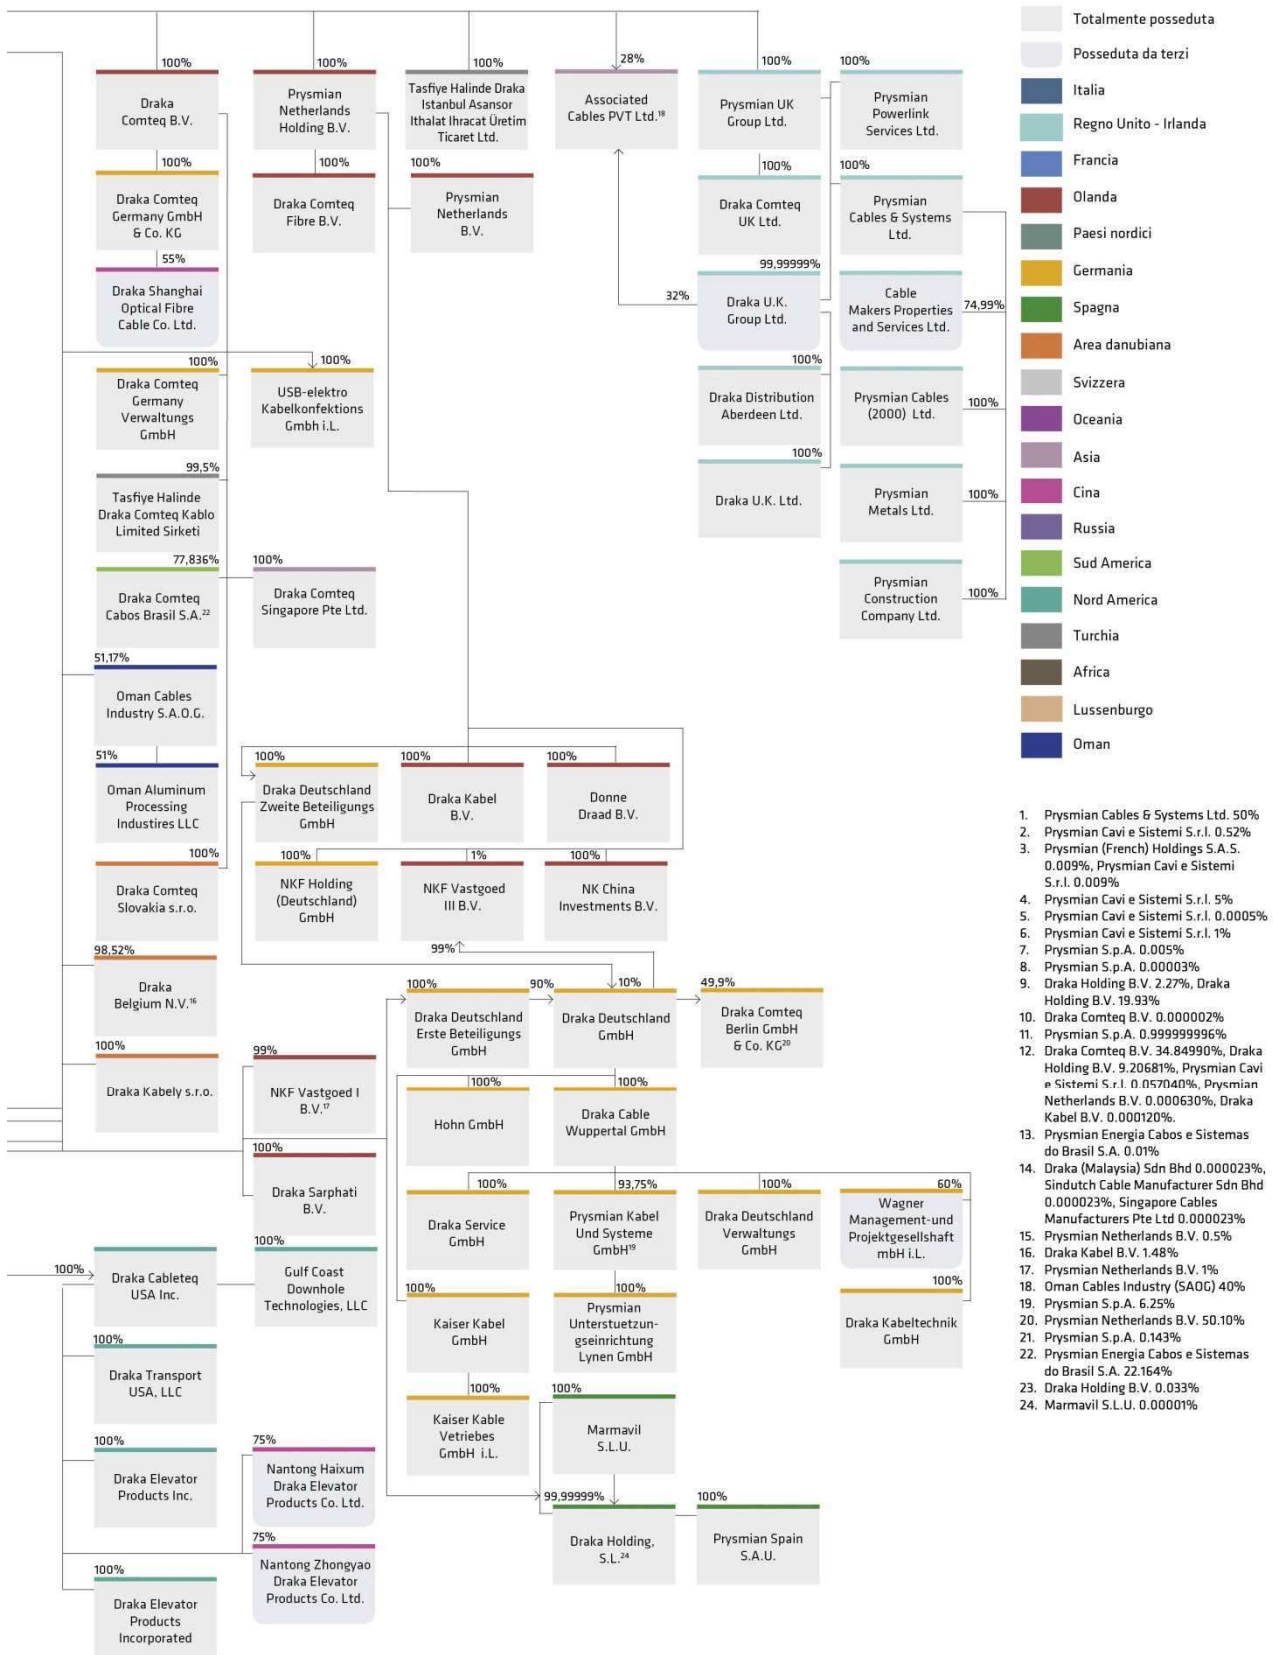 100%
100%
100%
28%
100%
100%
Draka
Comteq B.V.
Prysmian
Netherlands
Holding B.V.
Tasfiye Halinde Draka
Istanbul Asansor
Ithalat Ihracat Üretim
Ticaret Ltd.
Associated
Cables PVT Ltd.18
Prysmian UK
Group Ltd.
Prysmian
Powerlink
Services Ltd.
100%
100%
100%
100%
100%
Draka Comteq
Germany GmbH
& Co. KG
Draka Comteq
Fibre B.V.
Prysmian
Netherlands
B.V.
Draka Comteq
UK Ltd.
Prysmian
Cables & Systems
Ltd.
55%
99,99999%
Draka Shanghai
Optical Fibre
Cable Co. Ltd.
32%
Draka U.K.
Group Ltd.
Cable
Makers Properties
and Services Ltd.
74,99%
100%
100%
100%
Draka Comteq
Germany
Verwaltungs
GmbH
USB-elektro
Kabelkonfektions
Gmbh i.L.
Draka Distribution
Aberdeen Ltd.
Prysmian Cables
(2000) Ltd.
100%
99,5%
100%
Tasfiye Halinde
Draka Comteq Kablo
Limited Sirketi
Draka U.K. Ltd.
Prysmian
Metals Ltd.
100%
77,836%
100%
Draka Comteq
Cabos Brasil S.A.22
Draka Comteq
Singapore Pte Ltd.
Prysmian
Construction
Company Ltd.
100%
51,17%
Oman Cables
Industry S.A.O.G.
51%
100%
100%
100%
Oman Aluminum
Processing
Industires LLC
Draka Deutschland
Zweite Beteiligungs
GmbH
Draka Kabel
B.V.
Donne
Draad B.V.
100%
100%
1%
100%
Draka Comteq
Slovakia s.r.o.
NKF Holding
(Deutschland)
GmbH
NKF Vastgoed
III B.V.
NK China
Investments B.V.
98,52%
99%
Draka
Belgium N.V.16
100%
90%
10%
49,9%
Draka Deutschland
Erste Beteiligungs
GmbH
Draka Deutschland
GmbH
Draka Comteq
Berlin GmbH
& Co. KG20
100%
99%
100%
100%
Draka Kabely s.r.o.
NKF Vastgoed I
B.V.17
Hohn GmbH
Draka Cable
Wuppertal GmbH
100%
Draka Sarphati
B.V.
100%
93,75%
100%
60%
Draka Service
GmbH
Prysmian Kabel
Und Systeme
GmbH19
Draka Deutschland
Verwaltungs
GmbH
Wagner
Management-und
Projektgesellschaft
mbH i.L.
100%
100%
Draka Cableteq
USA Inc.
Gulf Coast
Downhole
Technologies, LLC
100%
100%
100%
Kaiser Kabel
GmbH
Prysmian
Unterstuetzun-
gseinrichtung
Lynen GmbH
Draka Kabeltechnik
GmbH
100%
Draka Transport
USA, LLC
100%
100%
Kaiser Kable
Vetriebes
GmbH i.L.
Marmavil
S.L.U.
100%
75%
Draka Elevator
Products Inc.
Nantong Haixum
Draka Elevator
Products Co. Ltd.
99,99999%
100%
Draka Holding,
S.L.24
Prysmian Spain
S.A.U.
75%
Nantong Zhongyao
Draka Elevator
Products Co. Ltd.
100%
Draka Elevator
Products
Incorporated
Totalmente posseduta
Posseduta da terzi
Italia
Regno Unito - Irlanda
Francia
Olanda
Paesi nordici
Germania
Spagna
Area danubiana
Svizzera
Oceania
Asia
Cina
Russia
Sud America
Nord America
Turchia
Africa
Lussenburgo
Oman
1. Prysmian Cables & Systems Ltd. 50%
2. Prysmian Cavi e Sistemi S.r.l. 0.52%
3. Prysmian (French) Holdings S.A.S.
0.009%, Prysmian Cavi e Sistemi
S.r.l. 0.009%
4. Prysmian Cavi e Sistemi S.r.l. 5%
5. Prysmian Cavi e Sistemi S.r.l. 0.0005%
6. Prysmian Cavi e Sistemi S.r.l. 1%
7. Prysmian S.p.A. 0.005%
8. Prysmian S.p.A. 0.00003%
9. Draka Holding B.V. 2.27%, Draka
Holding B.V. 19.93%
10. Draka Comteq B.V. 0.000002%
11. Prysmian S.p.A. 0.999999996%
12. Draka Comteq B.V. 34.84990%, Draka
Holding B.V. 9.20681%, Prysmian Cavi
e Sistemi S.r.l. 0.057040%, Prysmian
Netherlands B.V. 0.000630%, Draka
Kabel B.V. 0.000120%.
13. Prysmian Energia Cabos e Sistemas
do Brasil S.A. 0.01%
14. Draka (Malaysia) Sdn Bhd 0.000023%,
Sindutch Cable Manufacturer Sdn Bhd
0.000023%, Singapore Cables
Manufacturers Pte Ltd 0.000023%
15. Prysmian Netherlands B.V. 0.5%
16. Draka Kabel B.V. 1.48%
17. Prysmian Netherlands B.V. 1%
18. Oman Cables Industry (SAOG) 40%
19. Prysmian S.p.A. 6.25%
20. Prysmian Netherlands B.V. 50.10%
21. Prysmian S.p.A. 0.143%
22. Prysmian Energia Cabos e Sistemas
do Brasil S.A. 22.164%
23. Draka Holding B.V. 0.033%
24. Marmavil S.L.U. 0.00001%